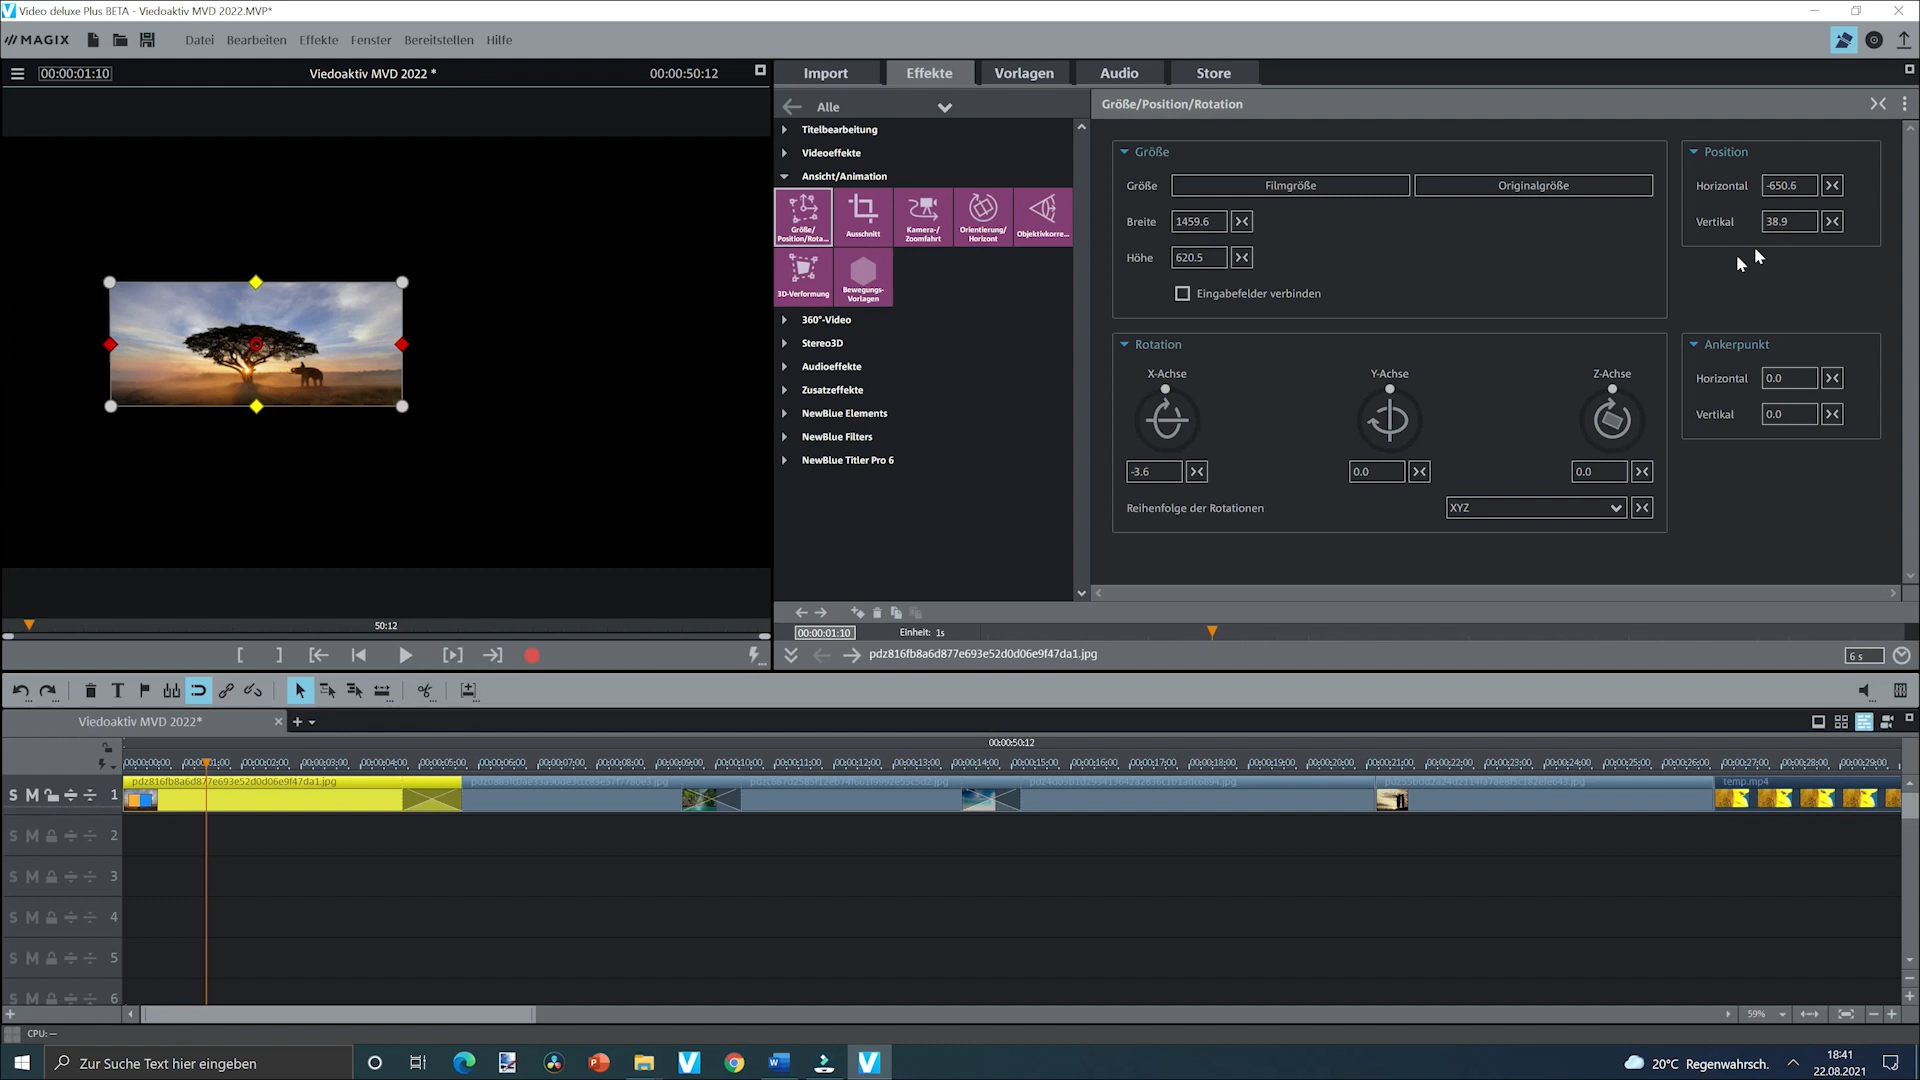 Video deluxe Plus BETA - Viedoaktiv MVD 2022.MVP*
MAGIX
Datei
Bearbeiten
Effekte
Fenster
Bereitstellen
Hilfe
00:00:01:10
Viedoaktiv MVD 2022 *
00:00:50:12
Import
Effekte
Vorlagen
Audio
Store
Alle
Größe/Position/Rotation
Titelbearbeitung
Videoeffekte
Ansicht/Animation
Größe/
Position/Rota...
Ausschnitt
Kamera-/
Zoomfahrt
Orientierung/
Horizont
Objektivkorre...
3D-Verformung
Bewegungs-
Vorlagen
360°-Video
Stereo3D
Audioeffekte
Zusatzeffekte
NewBlue Elements
NewBlue Filters
NewBlue Titler Pro 6
Größe
Größe
Filmgröße
Originalgröße
Breite
1459.6
Höhe
620.5
Eingabefelder verbinden
Position
Horizontal
-650.6
Vertikal
38.9
Rotation
X-Achse
Y-Achse
Z-Achse
-3.6
0.0
0.0
Reihenfolge der Rotationen
XYZ
Ankerpunkt
Horizontal
0.0
Vertikal
0.0
50:12
00:00:01:10
Einheit: 1s
pdz816fb8a6d877e693e52d0d06e9f47da1.jpg
6 s
Viedoaktiv MVD 2022*
00:00:50:12
00:00:00:00
00:00:02:00
00:00:03:00
00:00:04:00
00:00:05:00
00:00:06:00
00:00:07:00
00:00:08:00
00:00:09:00
00:00:10:00
00:00:11:00
00:00:12:00
00:00:13:00
00:00:14:00
00:00:15:00
00:00:16:00
00:00:17:00
00:00:18:00
00:00:19:00
00:00:20:00
00:00:21:00
00:00:22:00
00:00:23:00
00:00:24:00
00:00:25:00
00:00:26:00
00:00:27:00
00:00:28:00
00:00:29:00
pdz816fb8a6d877e693e52d0d06e9f47da1.jpg
temp.mp4
S M 1
S M 2
S M 3
S M 4
S M 5
S M 6
59%
CPU: —
Zur Suche Text hier eingeben
20°C Regenwahrsch.
18:41
22.08.2021